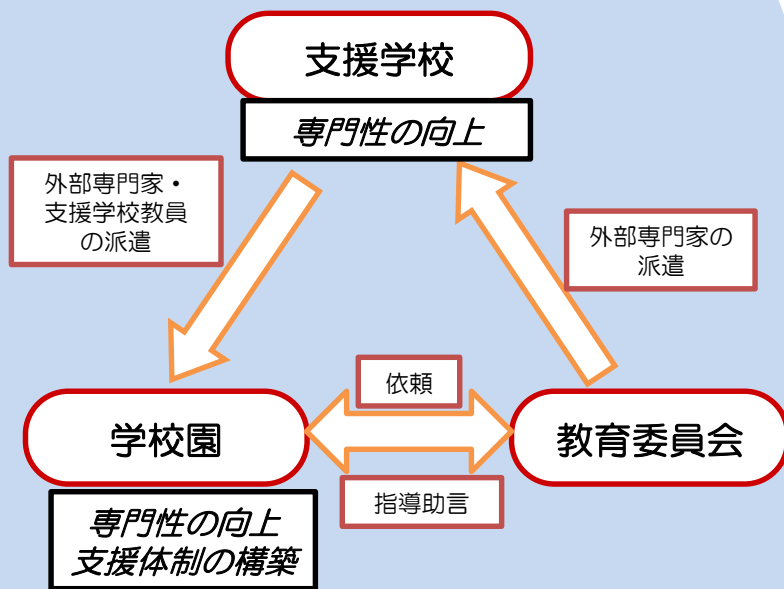 支援学校
専門性の向上
外部専門家・
支援学校教員
の派遣
外部専門家の
派遣
依頼
学校園
教育委員会
指導助言
専門性の向上
支援体制の構築